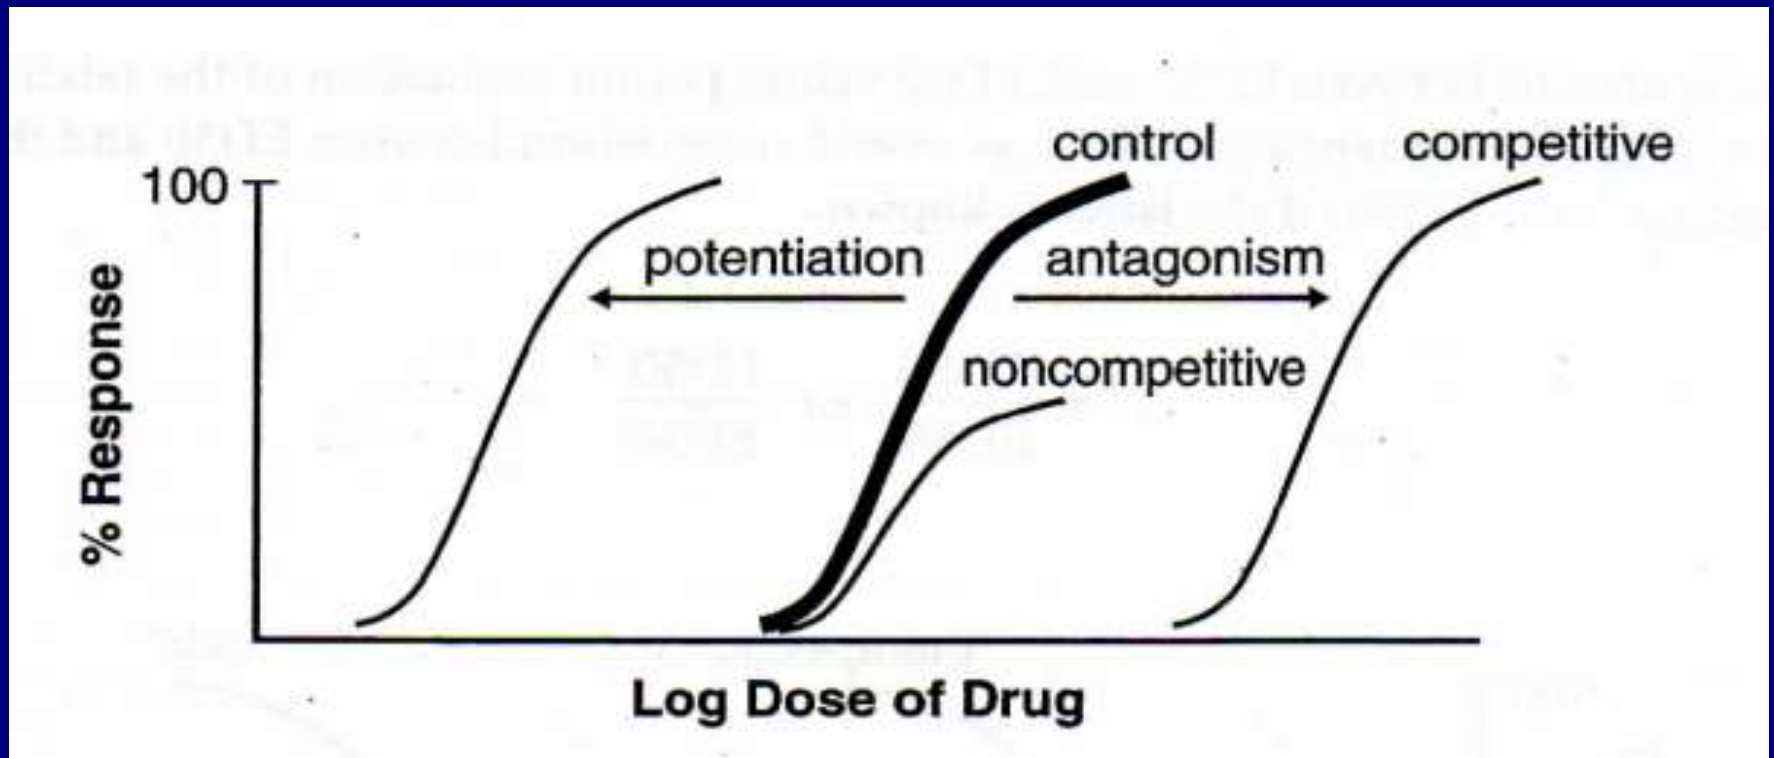 control
competitive
100
potentiation
antagonism
noncompetitive
% Response
Log Dose of Drug